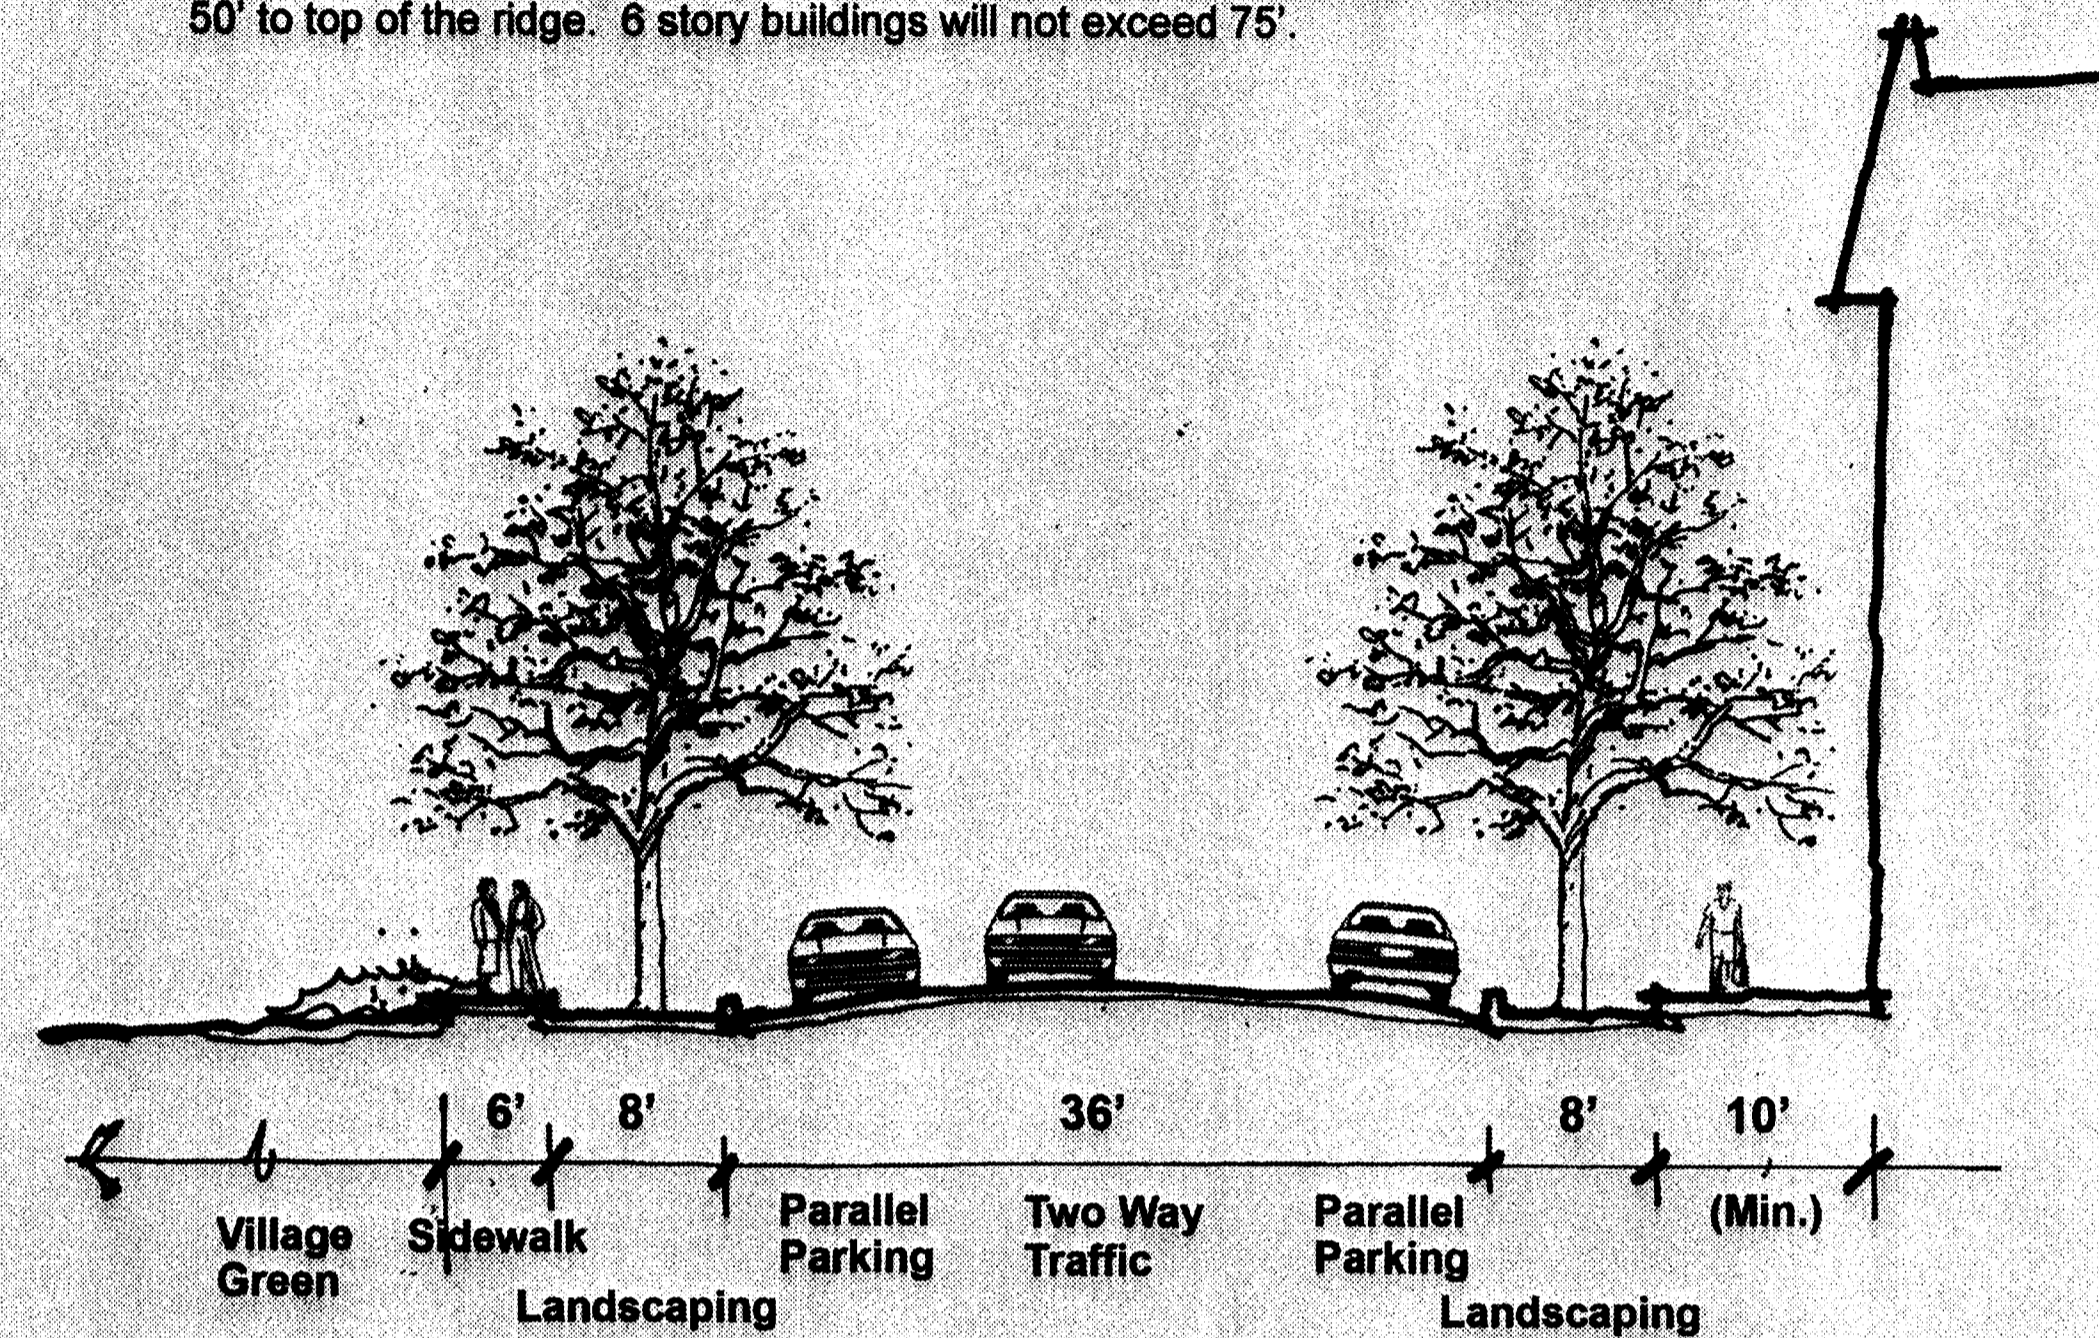 50' to top of the ridge. 6 story buildings will not exceed 75'.
6' 8' 36' 8' 10'
Village Green
Sidewalk
Landscaping
Parallel Parking
Two Way Traffic
Parallel Parking
Landscaping
(Min.)